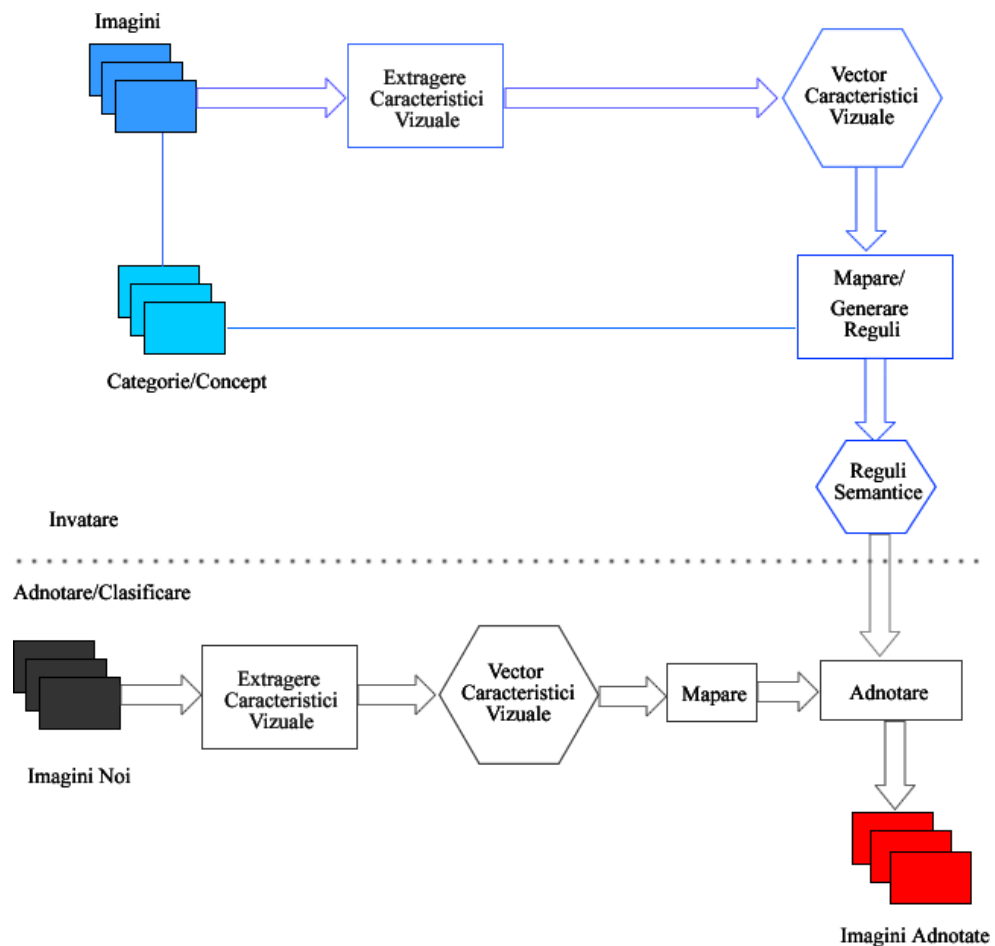 Imagini
Extragere
Caracteristici
Vizuale
Vector
Caracteristici
Vizuale
Mapare/
Generare
Reguli
Categorie/Concept
Reguli
Semantice
Invatare
Adnotare/Clasificare
Extragere
Caracteristici
Vizuale
Vector
Caracteristici
Vizuale
Mapare
Adnotare
Imagini Noi
Imagini Adnotate